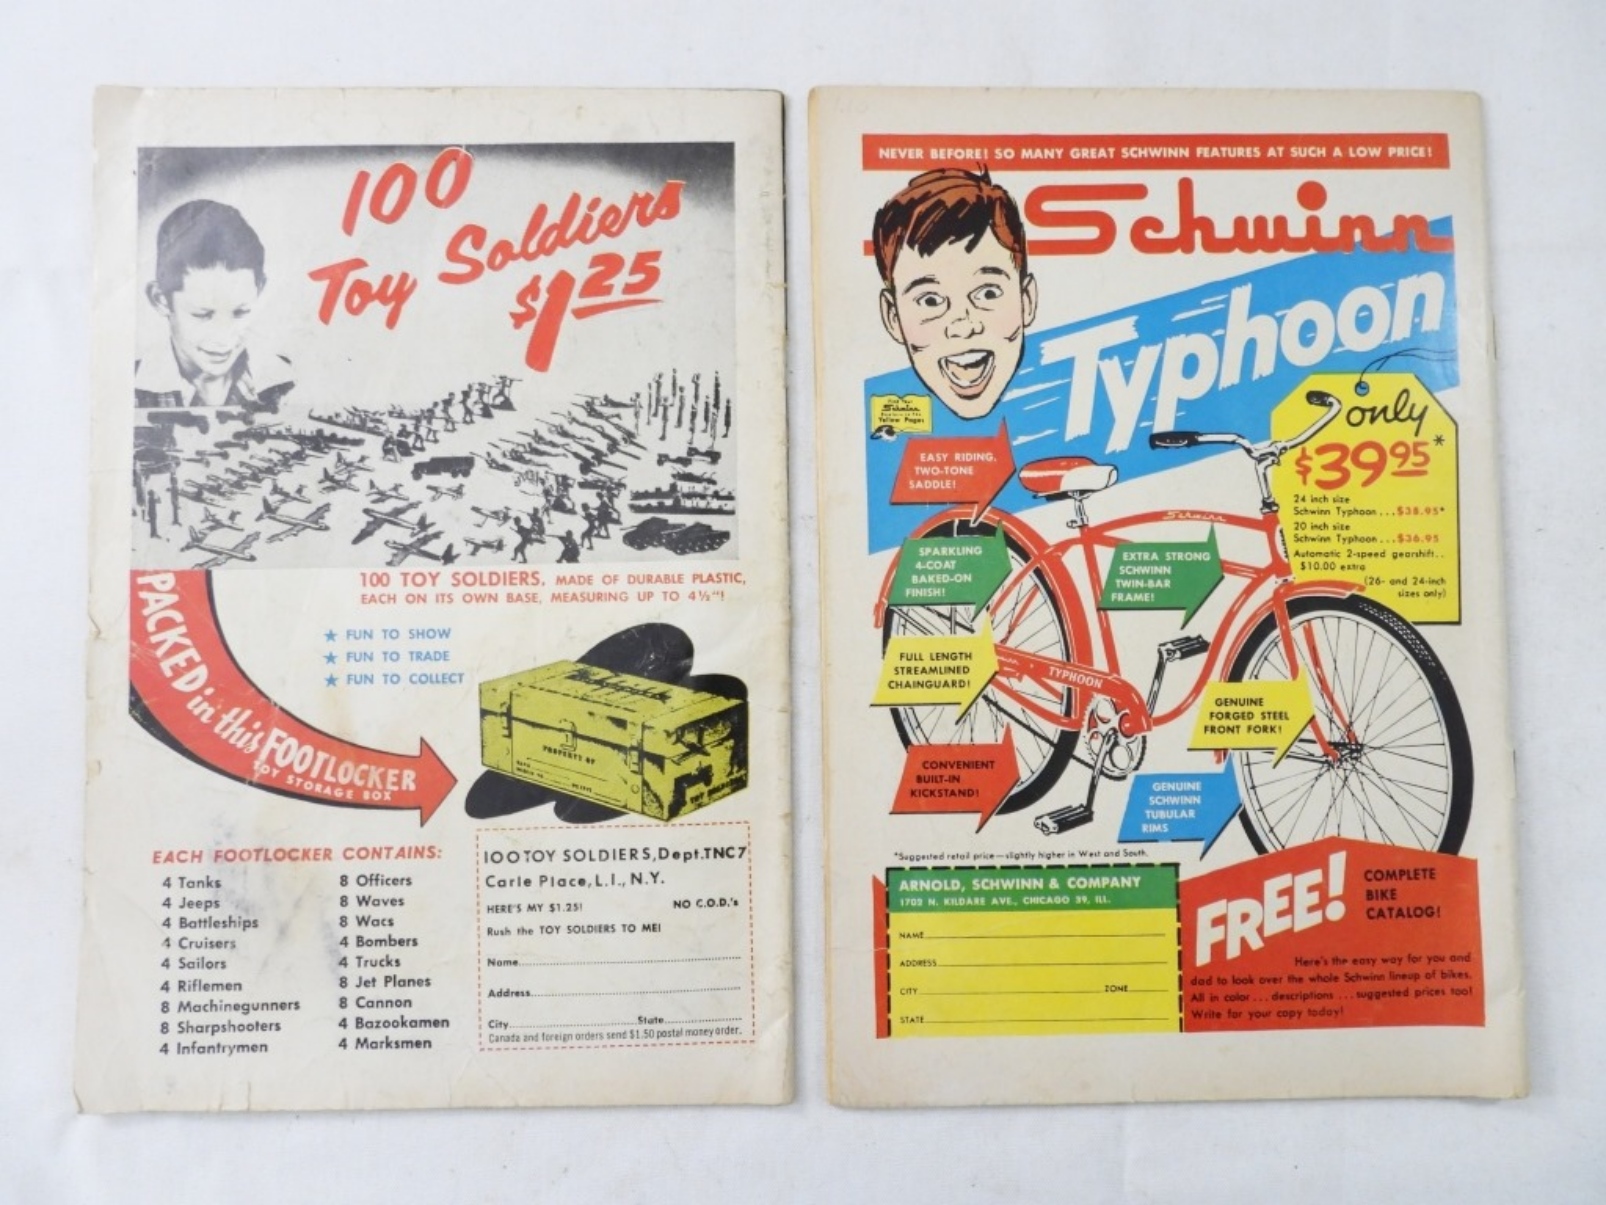 100
Toy Soldiers
$1.25
100 TOY SOLDIERS, MADE OF DURABLE PLASTIC,
EACH ON ITS OWN BASE, MEASURING UP TO 4½"!
★ FUN TO SHOW
★ FUN TO TRADE
★ FUN TO COLLECT
PACKED in this FOOTLOCKER
TOY STORAGE BOX
PROPERTY OF
EACH FOOTLOCKER CONTAINS:
4 Tanks
4 Jeeps
4 Battleships
4 Cruisers
4 Sailors
4 Riflemen
8 Machinegunners
8 Sharpshooters
4 Infantrymen
8 Officers
8 Waves
8 Wacs
4 Bombers
4 Trucks
8 Jet Planes
8 Cannon
4 Bazookamen
4 Marksmen
100 TOY SOLDIERS, Dept. TNC7
Carle Place, L.I., N.Y.
HERE'S MY $1.25! NO C.O.D.'s
Rush the TOY SOLDIERS TO ME!
Name
Address
City State
Canada and foreign orders send $1.50 postal money order.
NEVER BEFORE! SO MANY GREAT SCHWINN FEATURES AT SUCH A LOW PRICE!
Schwinn
Typhoon
Find Your
Schwinn
Yellow Pages
only
$39.95*
24 inch size
Schwinn Typhoon ... $38.95*
20 inch size
Schwinn Typhoon ... $36.95
Automatic 2-speed gearshift..
$10.00 extra
(26- and 24-inch
sizes only)
EASY RIDING,
TWO-TONE
SADDLE!
Schwinn
SPARKLING
4-COAT
BAKED-ON
FINISH!
EXTRA STRONG
SCHWINN
TWIN-BAR
FRAME!
FULL LENGTH
STREAMLINED
CHAINGUARD!
TYPHOON
GENUINE
FORGED STEEL
FRONT FORK!
CONVENIENT
BUILT-IN
KICKSTAND!
GENUINE
SCHWINN
TUBULAR
RIMS
*Suggested retail price—slightly higher in West and South.
ARNOLD, SCHWINN & COMPANY
1702 N. KILDARE AVE., CHICAGO 39, ILL.
NAME
ADDRESS
CITY ZONE
STATE
FREE!
COMPLETE
BIKE
CATALOG!
Here's the easy way for you and
dad to look over the whole Schwinn lineup of bikes.
All in color ... descriptions ... suggested prices too!
Write for your copy today!